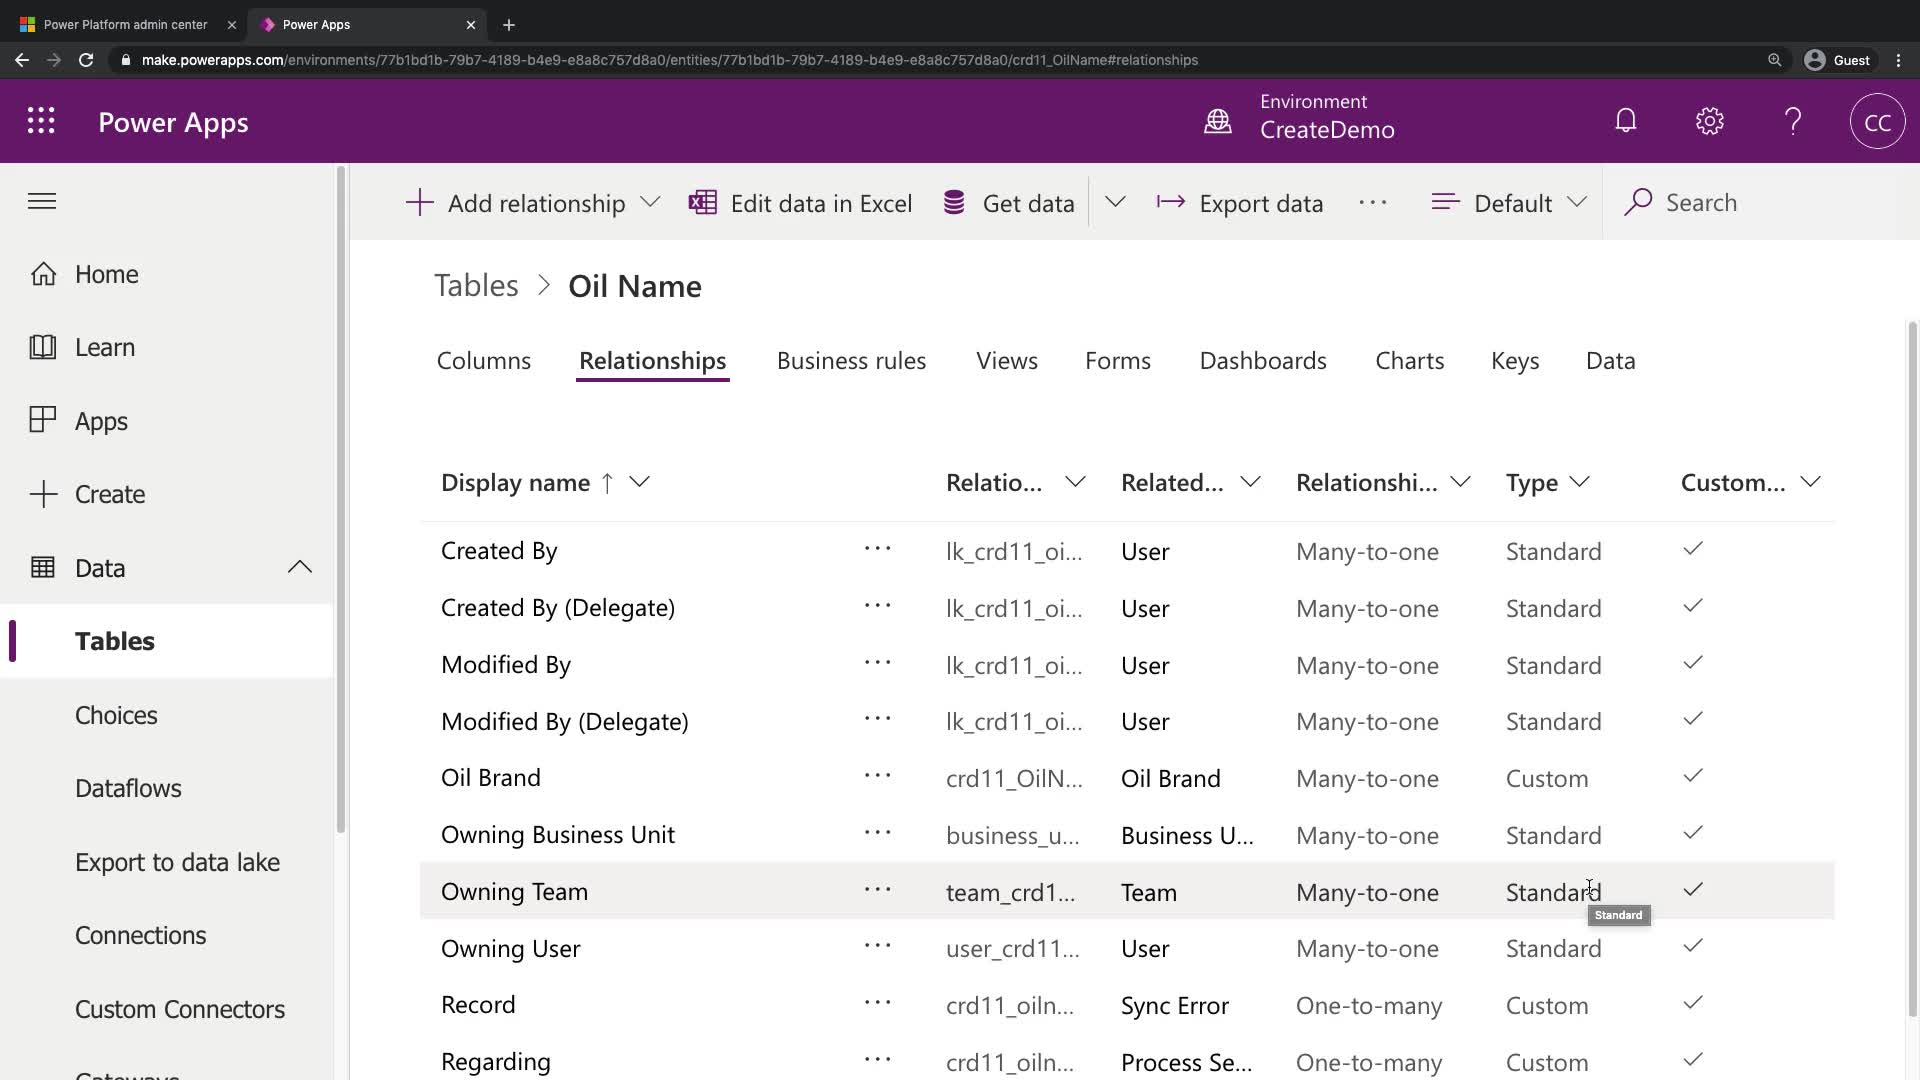 Power Platform admin center
Power Apps
make.powerapps.com/environments/77b1bd1b-79b7-4189-b4e9-e8a8c757d8a0/entities/77b1bd1b-79b7-4189-b4e9-e8a8c757d8a0/crd11_OilName#relationships
Guest
Power Apps
Environment
CreateDemo
CC
Add relationship
Edit data in Excel
Get data
Export data
Default
Search
Home
Learn
Apps
Create
Data
Tables
Choices
Dataflows
Export to data lake
Connections
Custom Connectors
Gateways
Tables > Oil Name
Columns Relationships Business rules Views Forms Dashboards Charts Keys Data
Display name Relatio... Related... Relationshi... Type Custom...
Created By lk_crd11_oi... User Many-to-one Standard
Created By (Delegate) lk_crd11_oi... User Many-to-one Standard
Modified By lk_crd11_oi... User Many-to-one Standard
Modified By (Delegate) lk_crd11_oi... User Many-to-one Standard
Oil Brand crd11_OilN... Oil Brand Many-to-one Custom
Owning Business Unit business_u... Business U... Many-to-one Standard
Owning Team team_crd1... Team Many-to-one Standard
Standard
Owning User user_crd11... User Many-to-one Standard
Record crd11_oiln... Sync Error One-to-many Custom
Regarding crd11_oiln... Process Se... One-to-many Custom